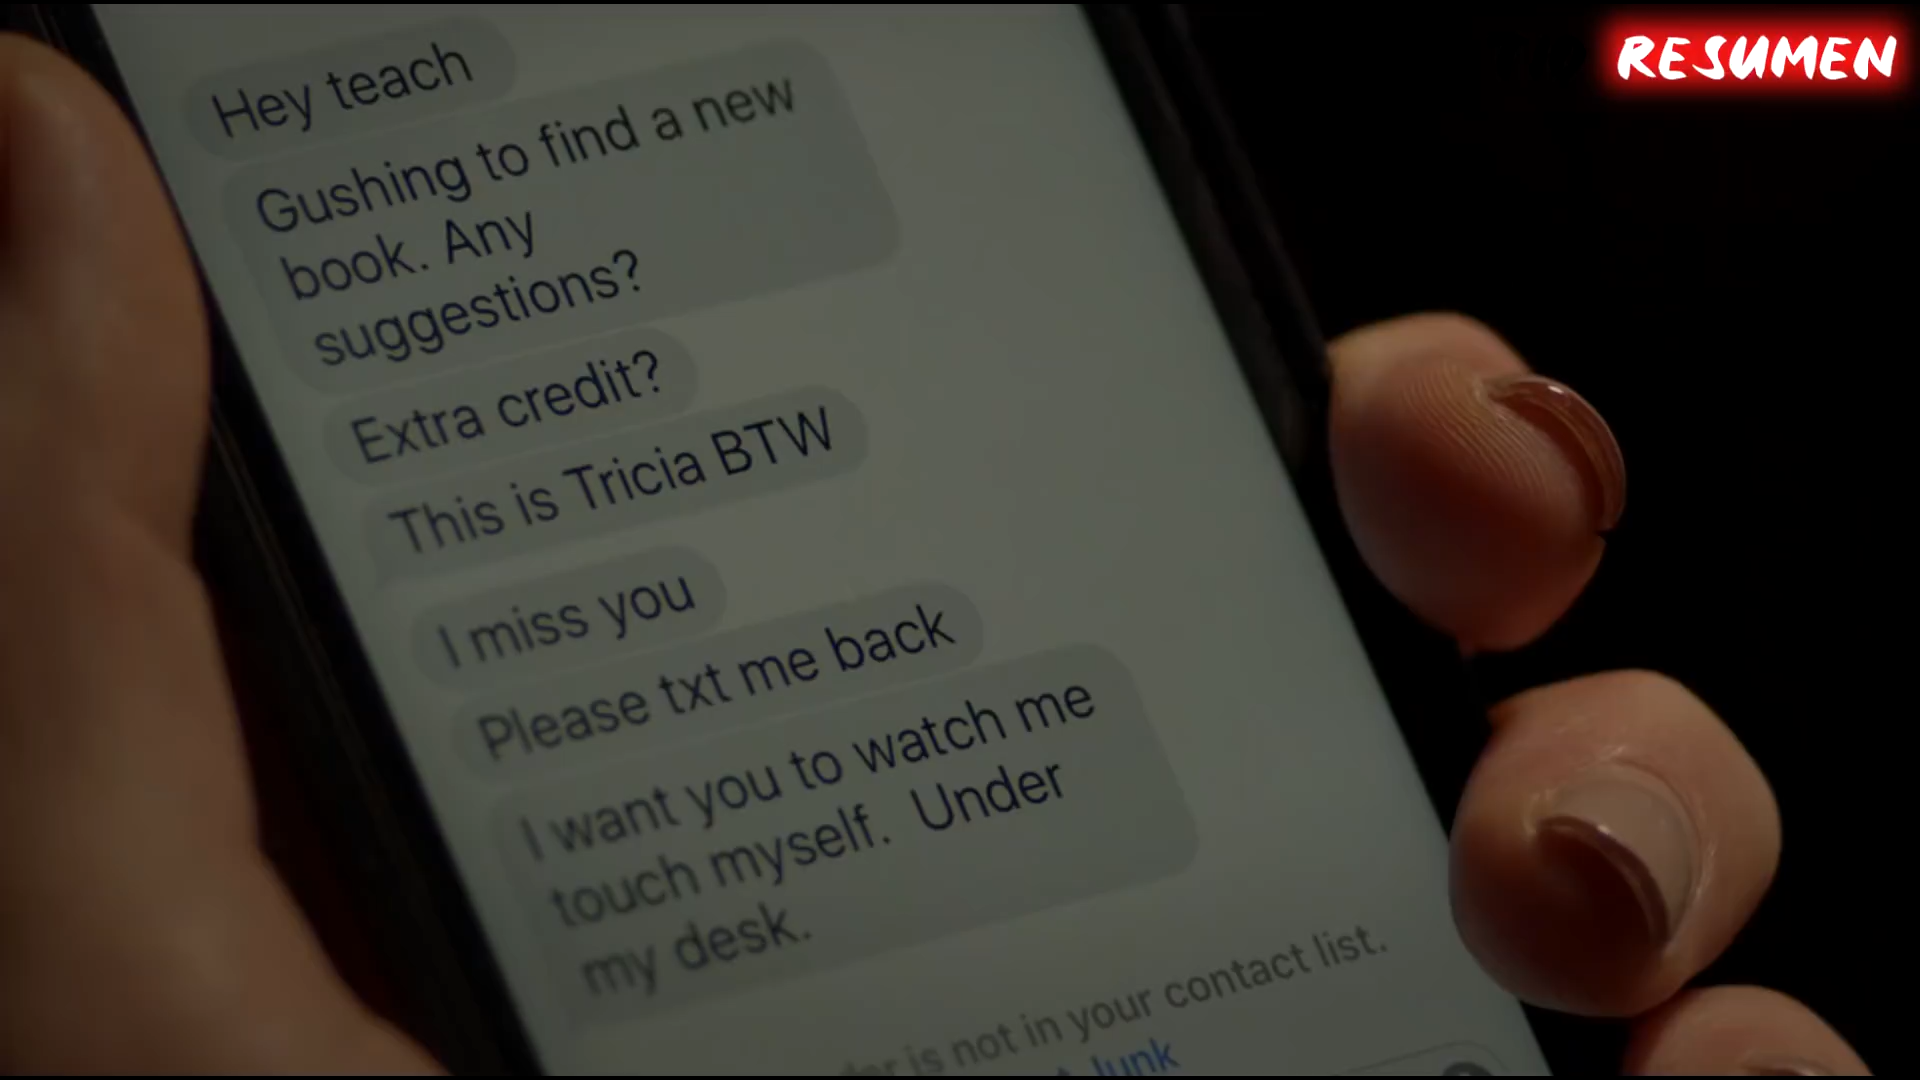 RESUMEN
Hey teach
Gushing to find a new
book. Any
suggestions?
Extra credit?
This is Tricia BTW
I miss you
Please txt me back
I want you to watch me
touch myself.  Under
my desk.
is not in your contact list.
Junk